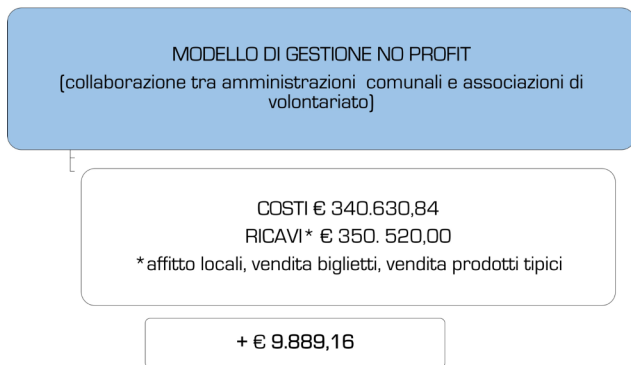 MODELLO DI GESTIONE NO PROFIT
(collaborazione tra amministrazioni comunali e associazioni di
volontariato)
COSTI € 340.630,84
RICAVI* € 350. 520,00
*affitto locali, vendita biglietti, vendita prodotti tipici
+ € 9.889,16